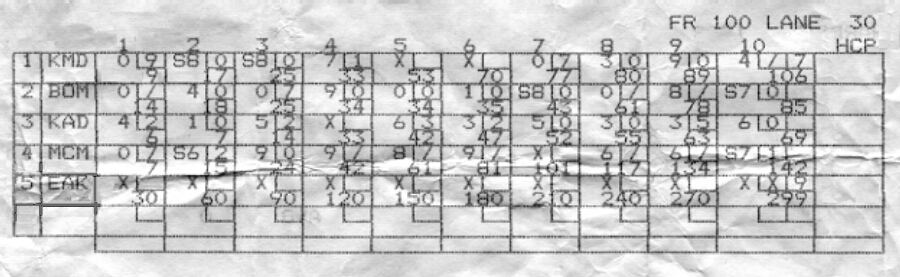 FR 100 LANE 30
1 2 3 4 5 6 7 8 9 10 HCP
1 KMD 0 9 S8 0 S8 0 7 / X X 0 7 3 0 9 0 4 / 7
9 17 25 33 53 70 77 80 89 106
2 BOM 0 / 4 0 0 7 9 0 0 0 1 0 S8 0 0 / 8 / S7 0
14 18 25 34 34 35 43 61 78 85
3 KAD 4 2 1 0 5 2 X 6 3 3 2 5 0 3 0 3 5 6 0
6 7 14 33 42 47 52 55 63 69
4 MCM 0 7 S6 2 9 0 9 / 8 / 9 / X 6 / 6 / S7
7 15 24 42 61 81 101 117 134 142
5 EAK X X X X X X X X X X X 9
30 60 90 120 150 180 210 240 270 299